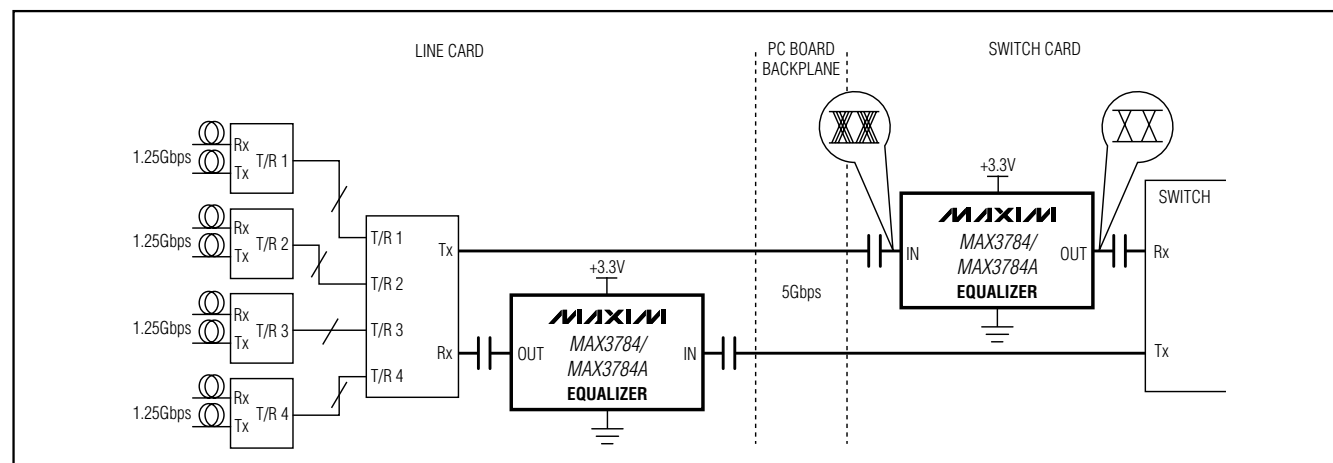 LINE CARD
PC BOARD
BACKPLANE
SWITCH CARD
1.25Gbps
Rx
Tx
T/R 1
1.25Gbps
Rx
Tx
T/R 2
1.25Gbps
Rx
Tx
T/R 3
1.25Gbps
Rx
Tx
T/R 4
T/R 1
T/R 2
T/R 3
T/R 4
Tx
Rx
+3.3V
MAXIM
OUT
MAX3784/
MAX3784A
EQUALIZER
IN
5Gbps
+3.3V
MAXIM
IN
MAX3784/
MAX3784A
EQUALIZER
OUT
SWITCH
Rx
Tx